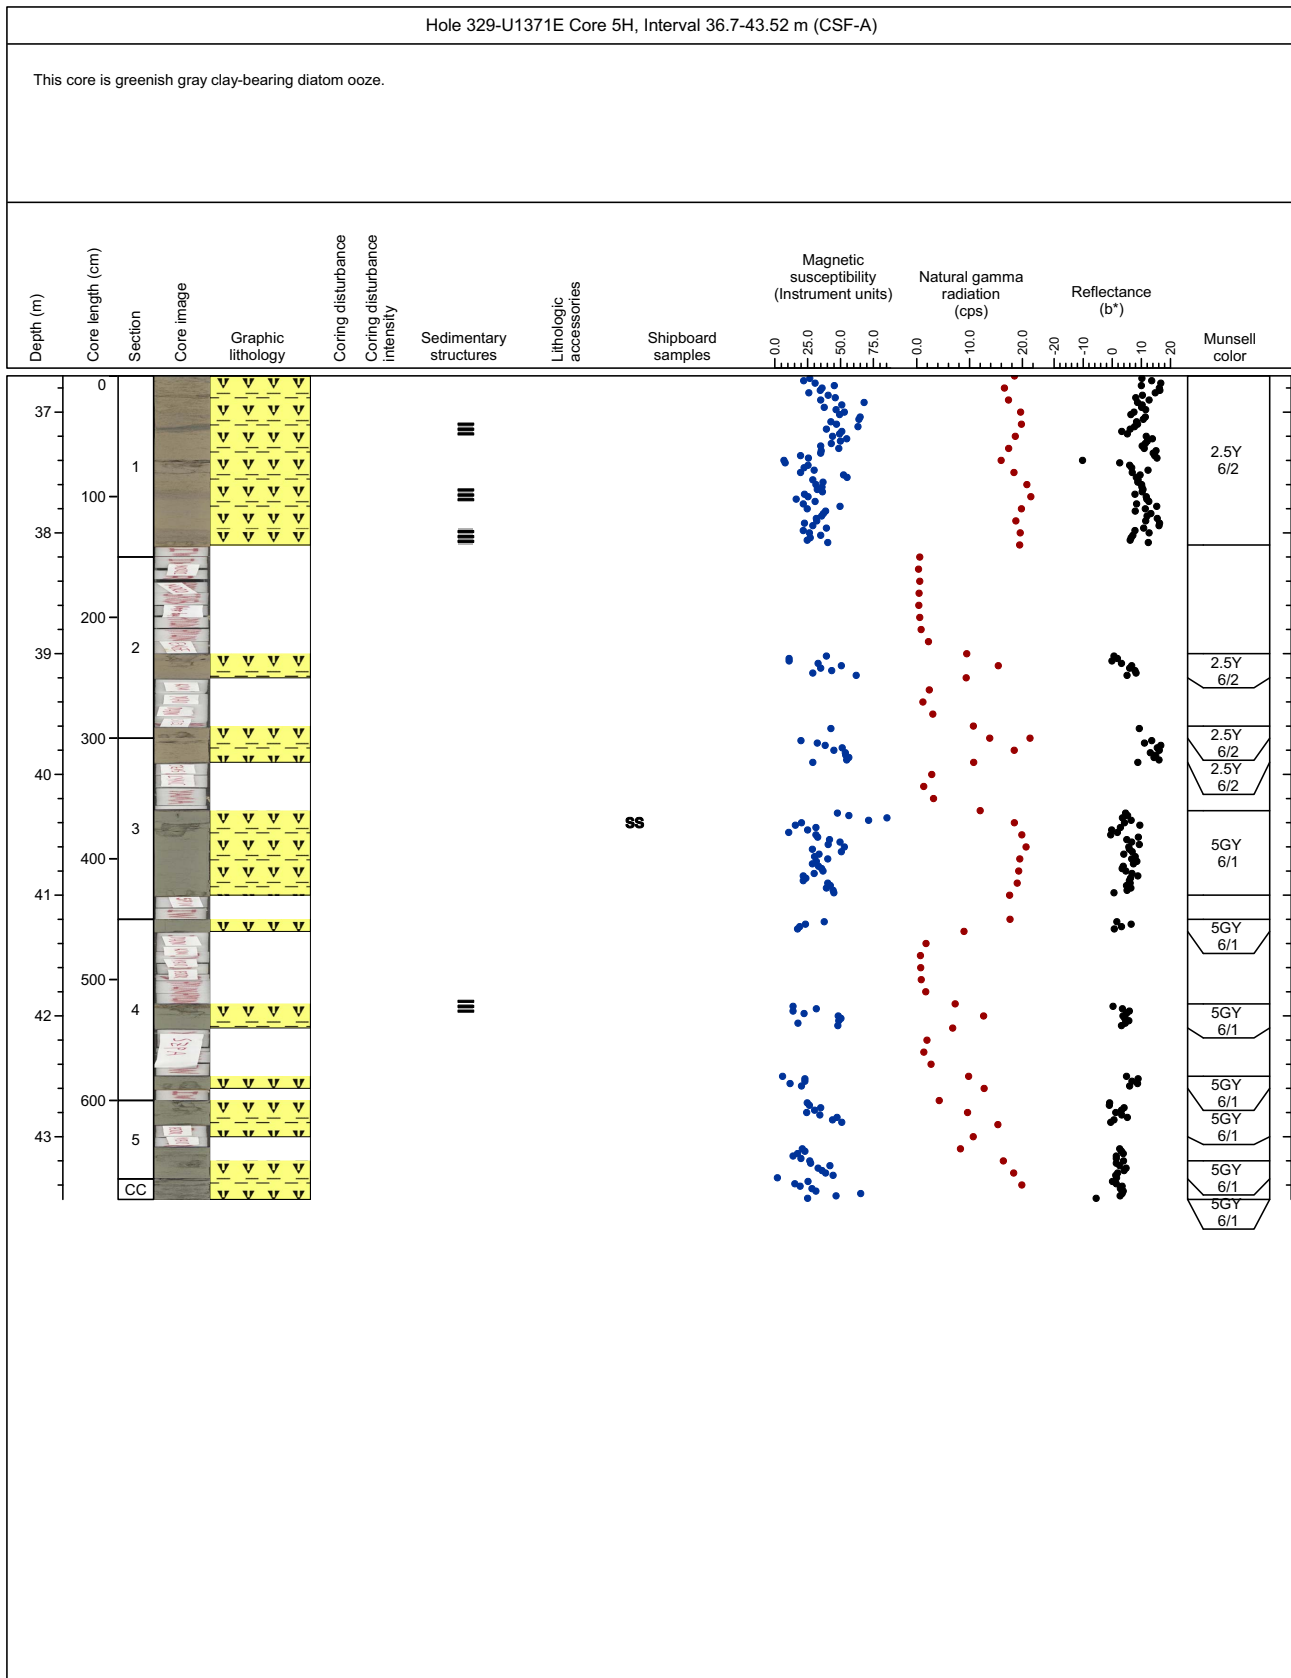 Hole 329-U1371E Core 5H, Interval 36.7-43.52 m (CSF-A)
This core is greenish gray clay-bearing diatom ooze.
Depth (m)
Core length (cm)
Section
Core image
Graphic
lithology
Coring disturbance
Coring disturbance
intensity
Sedimentary
structures
Lithologic
accessories
Shipboard
samples
Magnetic
susceptibility
(Instrument units)
0.0 25.0 50.0 75.0
Natural gamma
radiation
(cps)
0.0 10.0 20.0
Reflectance
(b*)
-20 -10 0 10 20
Munsell
color
0
37
1
2.5Y
6/2
100
38
200
2
39
2.5Y
6/2
300
2.5Y
6/2
40
2.5Y
6/2
SS
3
5GY
6/1
400
41
5GY
6/1
500
4
42
5GY
6/1
600
5GY
6/1
5GY
6/1
43
5
5GY
6/1
CC
5GY
6/1